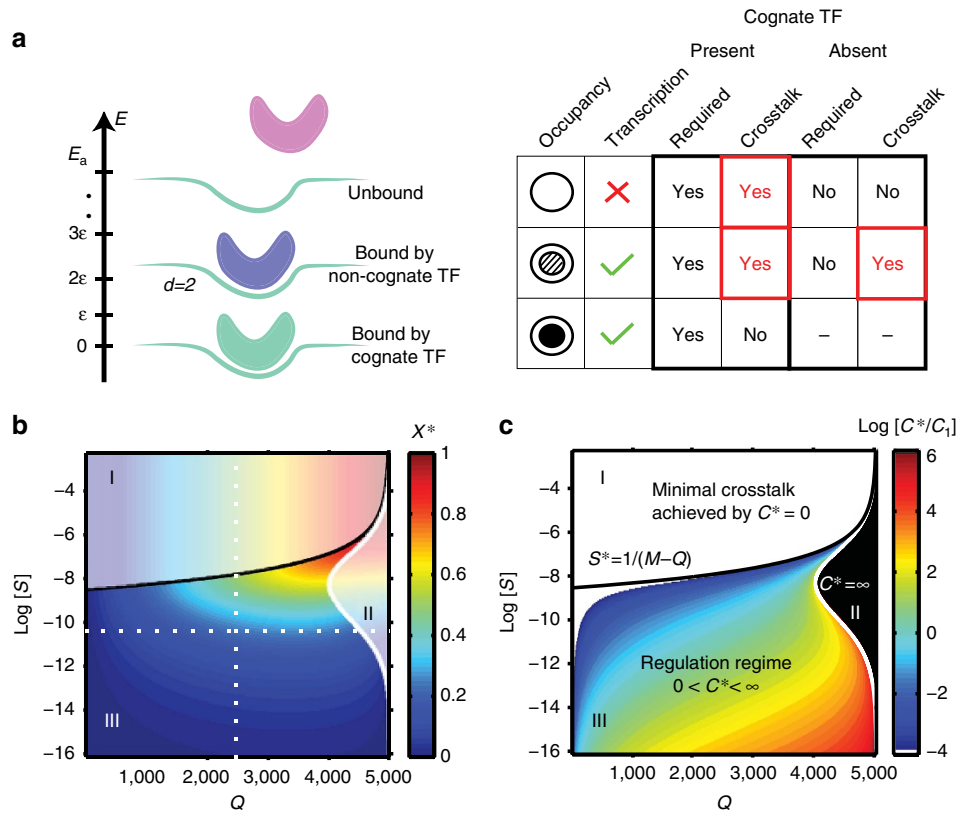 a
E
Eₐ
3ε
2ε
ε
0
d=2
Unbound
Bound by
non-cognate TF
Bound by
cognate TF
Cognate TF
Present
Absent
Occupancy
Transcription
Required
Crosstalk
Required
Crosstalk
Yes
Yes
No
No
Yes
Yes
No
Yes
Yes
No
–
–
b
X*
1
0.8
0.6
0.4
0.2
0
Log [S]
−4
−6
−8
−10
−12
−14
−16
I
II
III
1,000
2,000
3,000
4,000
5,000
Q
c
Log [C*/C₁]
6
4
2
0
−2
−4
Log [S]
−4
−6
−8
−10
−12
−14
−16
I
Minimal crosstalk
achieved by C* = 0
S*=1/(M−Q)
C* = ∞
II
Regulation regime
0 < C* < ∞
III
1,000
2,000
3,000
4,000
5,000
Q